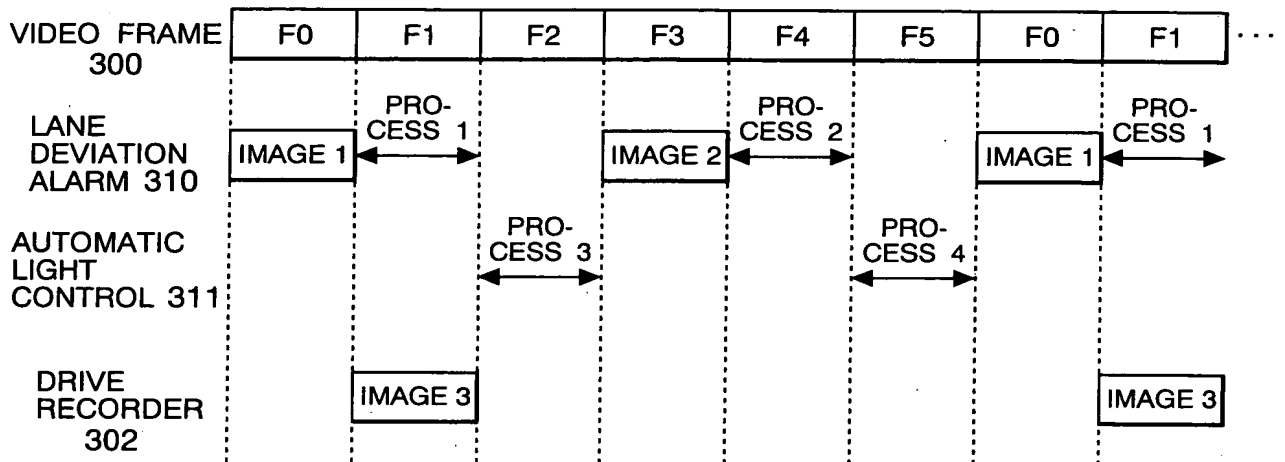 VIDEO FRAME
300
F0 F1 F2 F3 F4 F5 F0 F1 ...
LANE
DEVIATION
ALARM 310
IMAGE 1
PRO-
CESS 1
IMAGE 2
PRO-
CESS 2
IMAGE 1
PRO-
CESS 1
AUTOMATIC
LIGHT
CONTROL 311
PRO-
CESS 3
PRO-
CESS 4
DRIVE
RECORDER
302
IMAGE 3
IMAGE 3